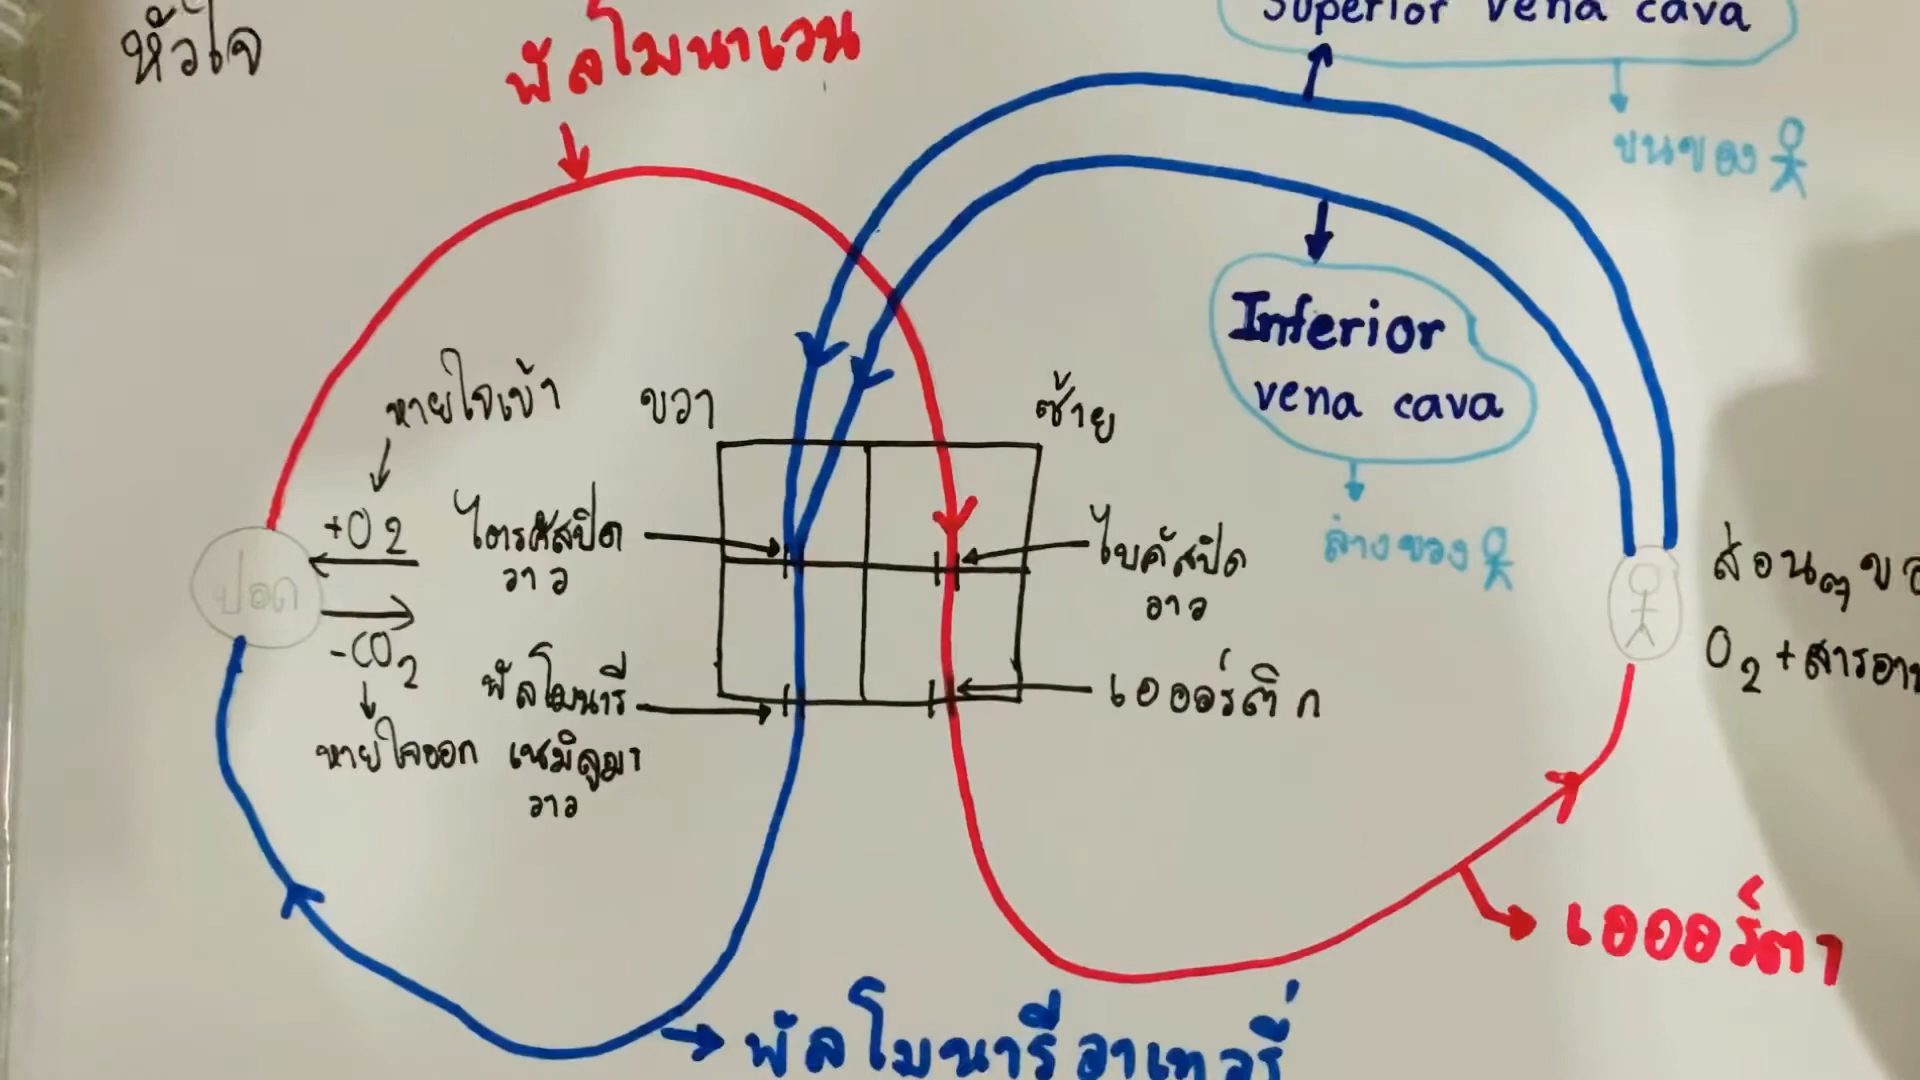 หัวใจ
พัลโมนาเวน
Superior vena cava
บนของ
Inferior
vena cava
ล่างของ
หายใจเข้า
ขวา
ซ้าย
+O2
ปอด
-CO2
หายใจออก
ไตรคัสปิด
วาว
ไบคัสปิด
วาว
พัลโมนารี
เซมิลูนา
วาว
เอออร์ติก
ส่วนๆ
O2 +
เอออร์ตา
พัลโมนารีอาเทอรี่